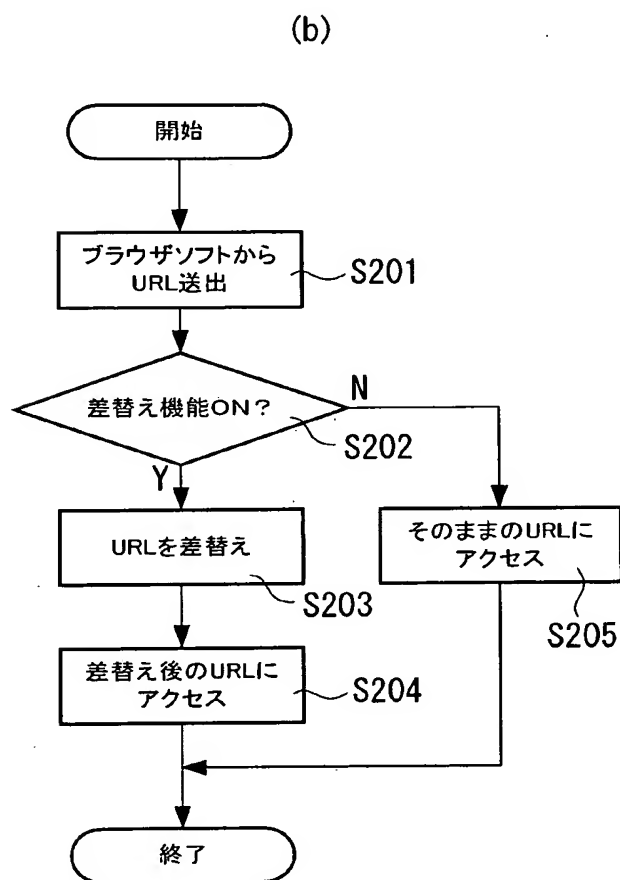 (b)
開始
ブラウザソフトから
URL送出
S201
差替え機能ON?
N
S202
Y
URLを差替え
S203
そのままのURLに
アクセス
S205
差替え後のURLに
アクセス
S204
終了